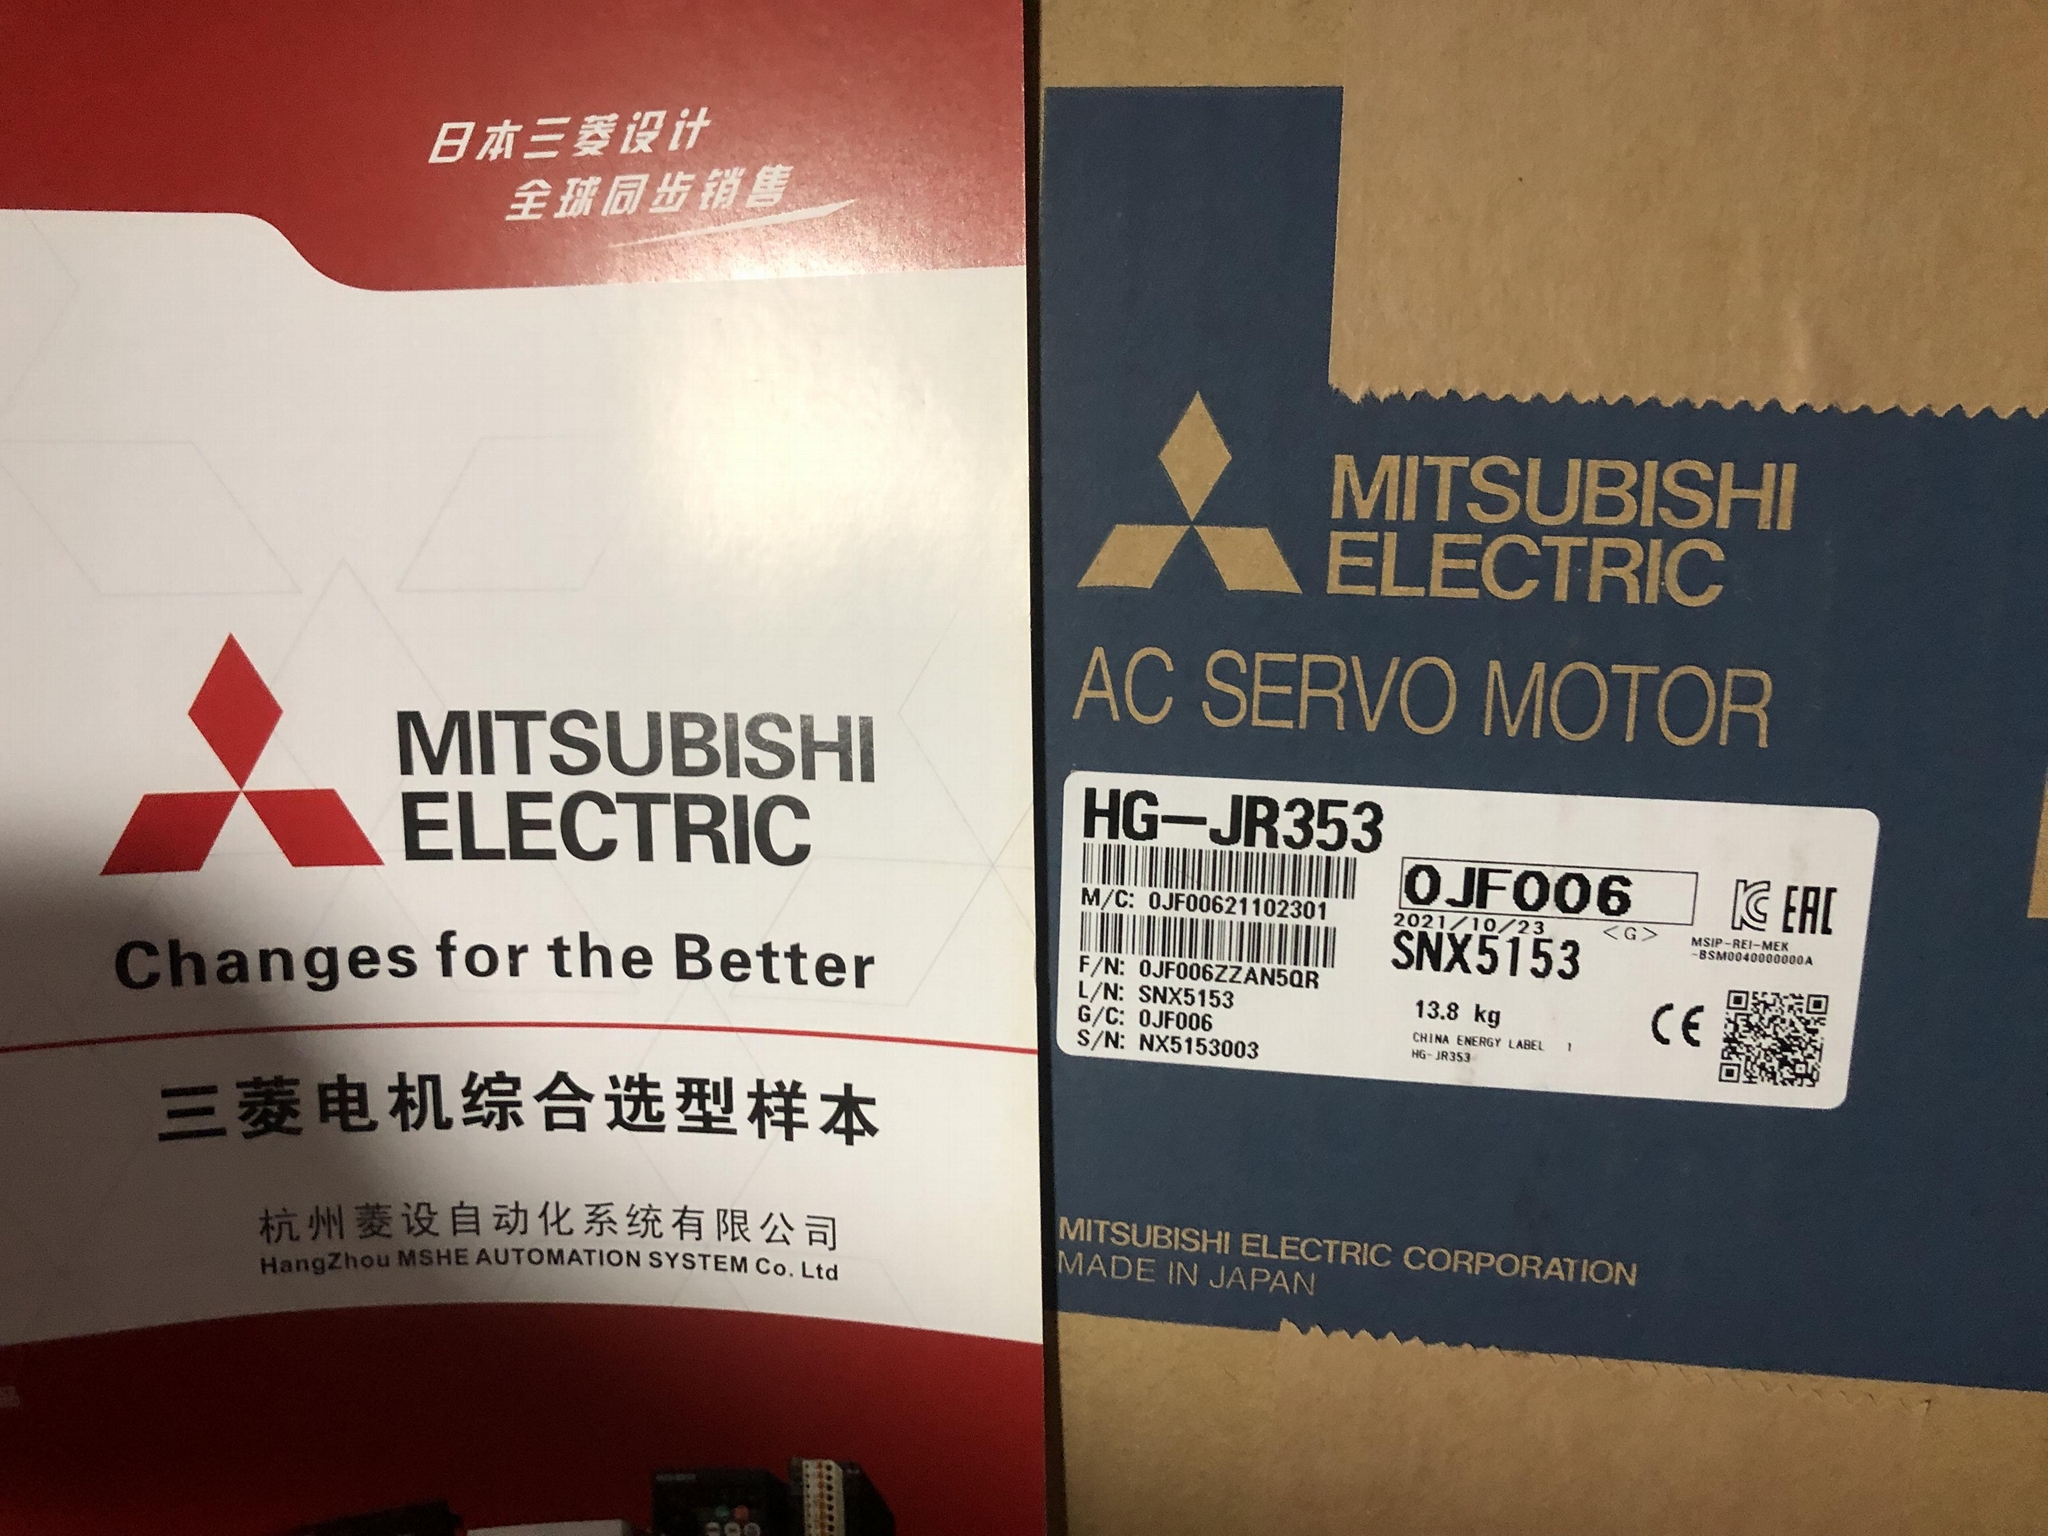 日本三菱设计
全球同步销售
MITSUBISHI
ELECTRIC
Changes for the Better
三菱电机综合选型样本
杭州菱设自动化系统有限公司
HangZhou MSHE AUTOMATION SYSTEM Co. Ltd
MITSUBISHI
ELECTRIC
AC SERVO MOTOR
HG-JR353
M/C: 0JF00621102301
F/N: 0JF006ZZAN5QR
L/N: SNX5153
G/C: 0JF006
S/N: NX5153003
0JF006
2021/10/23
<G>
SNX5153
13.8 kg
CHINA ENERGY LABEL 1
HG-JR353
EAC
MSIP-REI-MEK
-BSM0040000000A
CE
MITSUBISHI ELECTRIC CORPORATION
MADE IN JAPAN